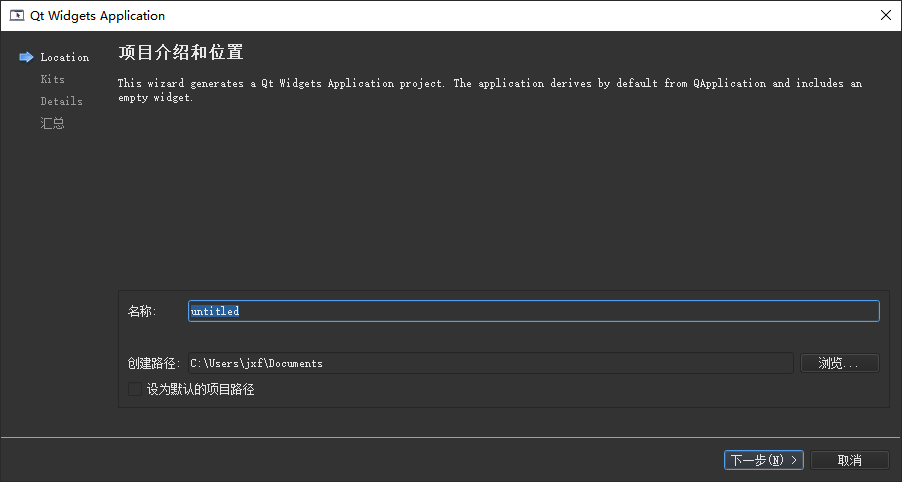 Qt Widgets Application
Location
Kits
Details
汇总
项目介绍和位置
This wizard generates a Qt Widgets Application project. The application derives by default from QApplication and includes an
empty widget.
名称:
untitled
创建路径:
C:\Users\jxf\Documents
浏览...
设为默认的项目路径
下一步(N) >
取消